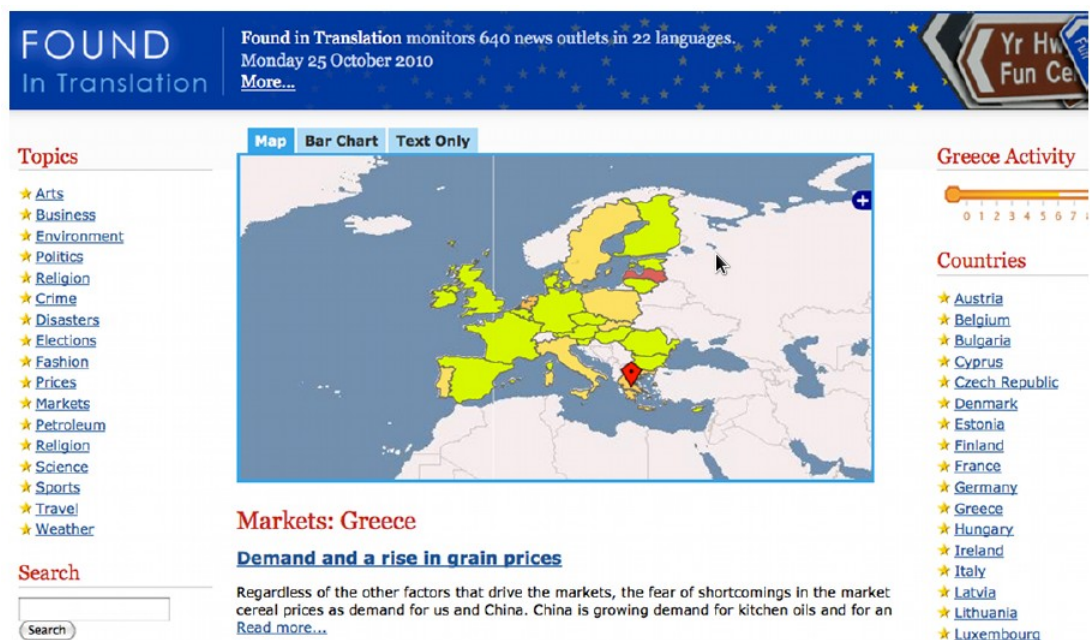 FOUND
In Translation
Found in Translation monitors 640 news outlets in 22 languages.
Monday 25 October 2010
More...
Yr
Fun
Topics
Arts
Business
Environment
Politics
Religion
Crime
Disasters
Elections
Fashion
Prices
Markets
Petroleum
Religion
Science
Sports
Travel
Weather
Search
Search
Map Bar Chart Text Only
Markets: Greece
Demand and a rise in grain prices
Regardless of the other factors that drive the markets, the fear of shortcomings in the market
cereal prices as demand for us and China. China is growing demand for kitchen oils and for an
Read more...
Greece Activity
0 1 2 3 4 5 6 7
Countries
Austria
Belgium
Bulgaria
Cyprus
Czech Republic
Denmark
Estonia
Finland
France
Germany
Greece
Hungary
Ireland
Italy
Latvia
Lithuania
Luxembourg